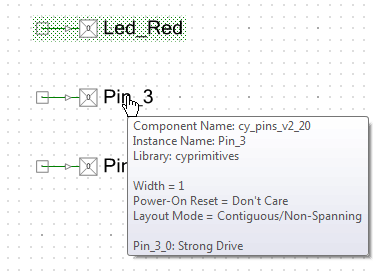 Led_Red
Pin_3
Pin
Component Name: cy_pins_v2_20
Instance Name: Pin_3
Library: cyprimitives
Width = 1
Power-On Reset = Don't Care
Layout Mode = Contiguous/Non-Spanning
Pin_3_0: Strong Drive